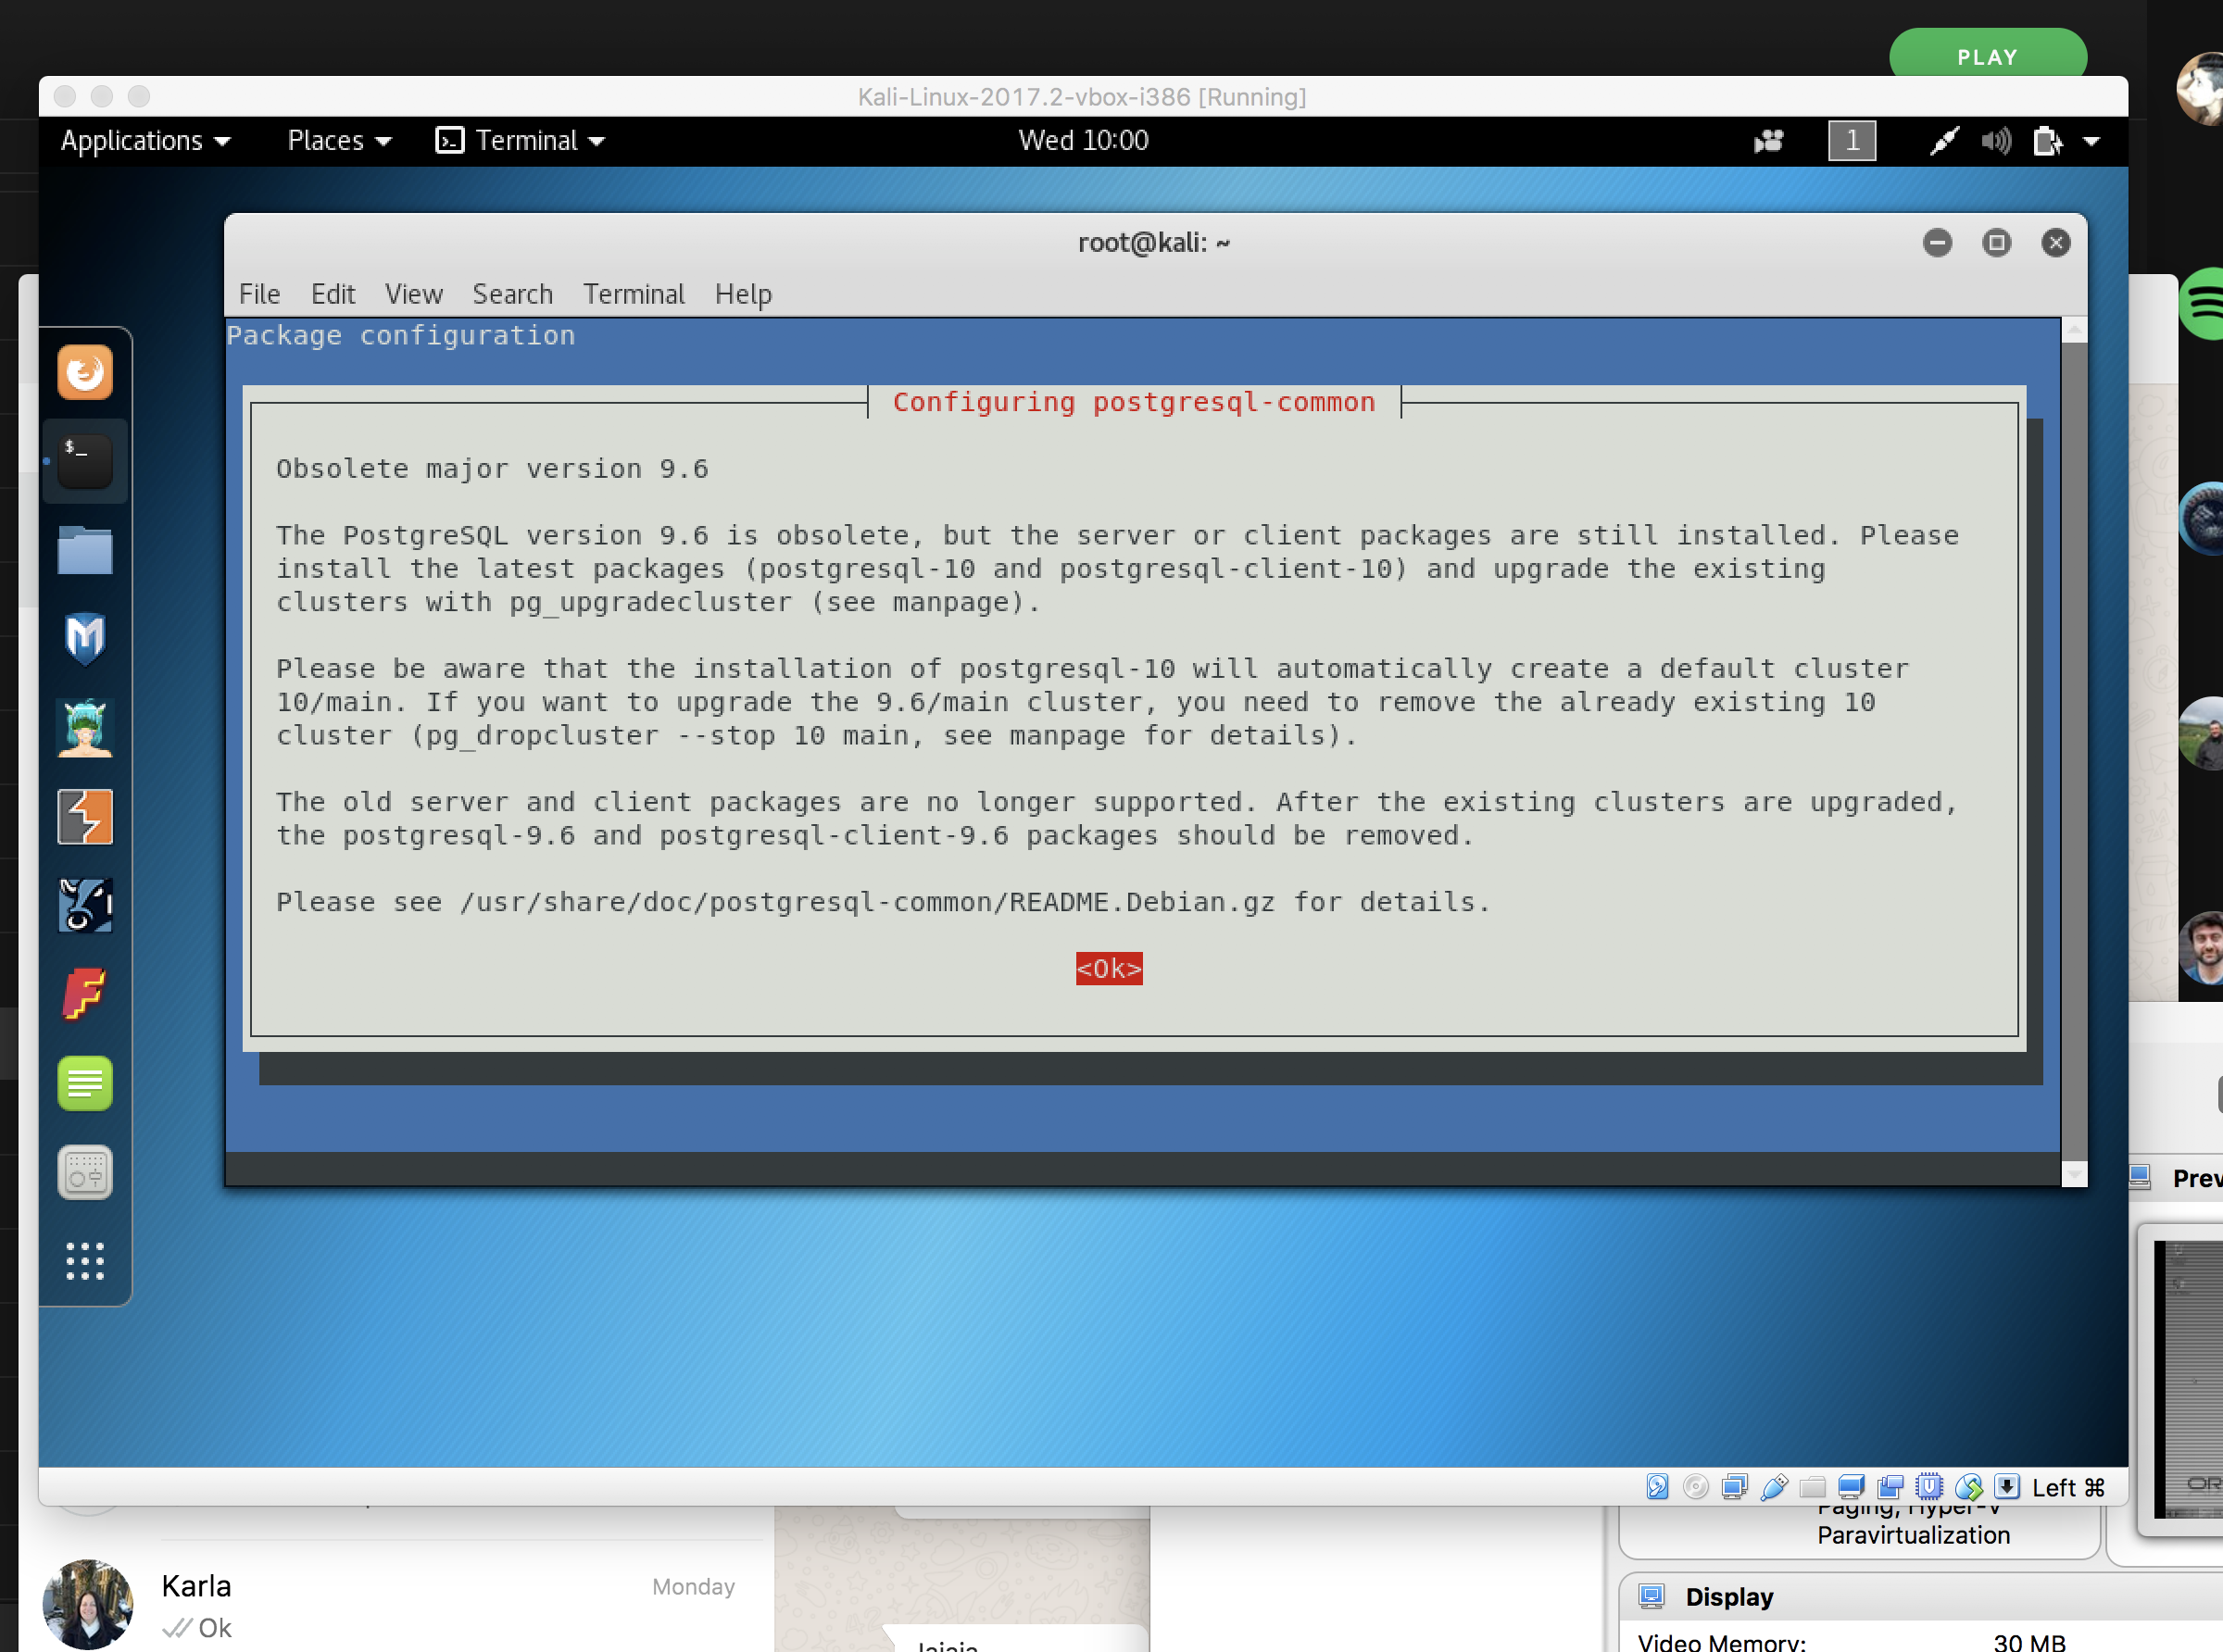 PLAY
Kali-Linux-2017.2-vbox-i386 [Running]
Applications Places Terminal Wed 10:00 1
root@kali: ~
File Edit View Search Terminal Help
Package configuration
Configuring postgresql-common
$_
Obsolete major version 9.6
The PostgreSQL version 9.6 is obsolete, but the server or client packages are still installed. Please
install the latest packages (postgresql-10 and postgresql-client-10) and upgrade the existing
clusters with pg_upgradecluster (see manpage).
Please be aware that the installation of postgresql-10 will automatically create a default cluster
10/main. If you want to upgrade the 9.6/main cluster, you need to remove the already existing 10
cluster (pg_dropcluster --stop 10 main, see manpage for details).
The old server and client packages are no longer supported. After the existing clusters are upgraded,
the postgresql-9.6 and postgresql-client-9.6 packages should be removed.
Please see /usr/share/doc/postgresql-common/README.Debian.gz for details.
<Ok>
Prev
Left ⌘
Paging, Hyper-V
Paravirtualization
Karla Monday
Ok
Display
Video Memory: 30 MB